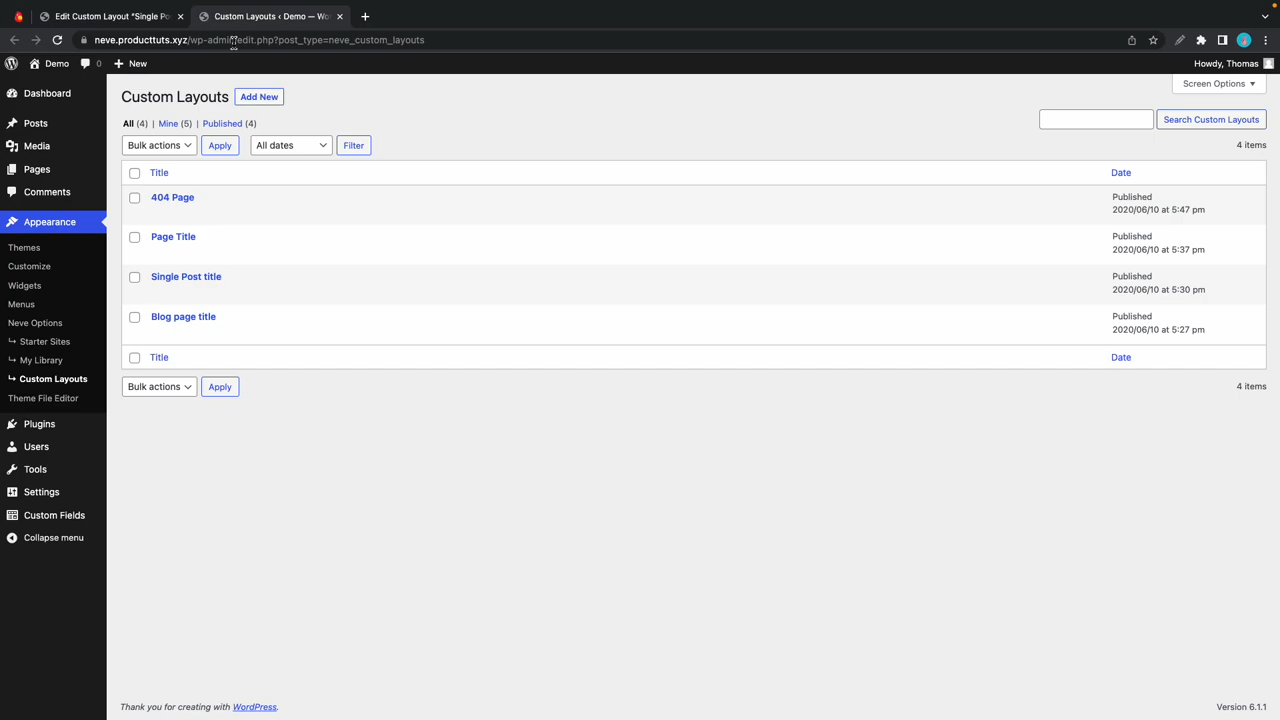 Edit Custom Layout "Single Po
Custom Layouts ‹ Demo — Wo
neve.producttuts.xyz/wp-admin/edit.php?post_type=neve_custom_layouts
Demo
0
New
Howdy, Thomas
Dashboard
Posts
Media
Pages
Comments
Appearance
Themes
Customize
Widgets
Menus
Neve Options
Starter Sites
My Library
Custom Layouts
Theme File Editor
Plugins
Users
Tools
Settings
Custom Fields
Collapse menu
Custom Layouts
Add New
Screen Options
All (4) | Mine (5) | Published (4)
Search Custom Layouts
Bulk actions
Apply
All dates
Filter
4 items
Title
Date
404 Page
Published
2020/06/10 at 5:47 pm
Page Title
Published
2020/06/10 at 5:37 pm
Single Post title
Published
2020/06/10 at 5:30 pm
Blog page title
Published
2020/06/10 at 5:27 pm
Title
Date
Bulk actions
Apply
4 items
Thank you for creating with WordPress.
Version 6.1.1